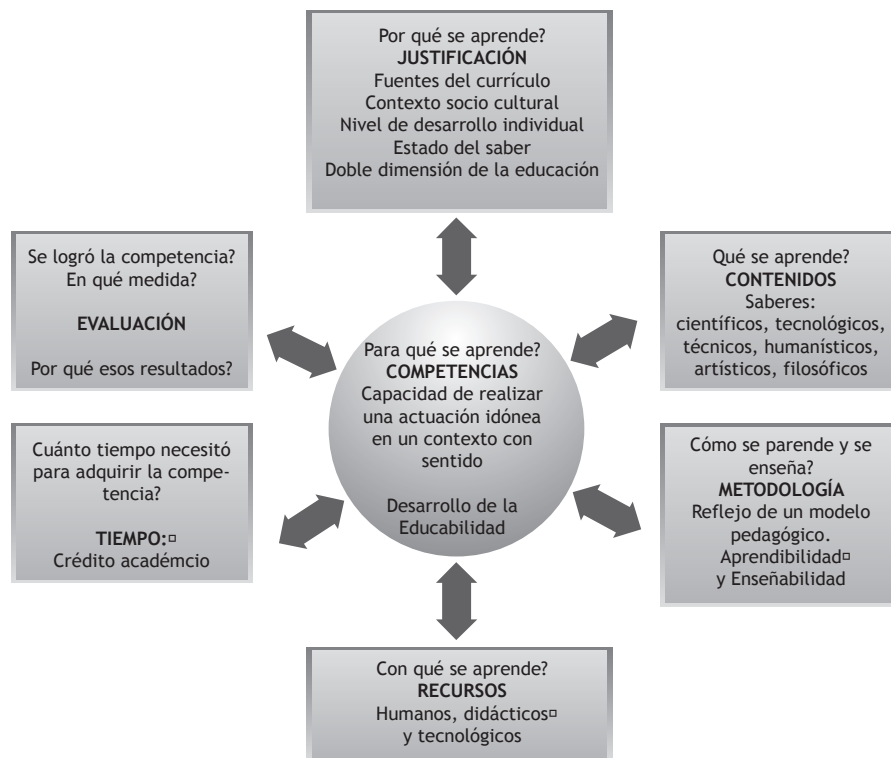 Por qué se aprende?
JUSTIFICACIÓN
Fuentes del currículo
Contexto socio cultural
Nivel de desarrollo individual
Estado del saber
Doble dimensión de la educación
Se logró la competencia?
En qué medida?
EVALUACIÓN
Por qué esos resultados?
Qué se aprende?
CONTENIDOS
Saberes:
científicos, tecnológicos,
técnicos, humanísticos,
artísticos, filosóficos
Para qué se aprende?
COMPETENCIAS
Capacidad de realizar
una actuación idónea
en un contexto con
sentido
Desarrollo de la
Educabilidad
Cuánto tiempo necesitó
para adquirir la compe-
tencia?
TIEMPO:▫
Crédito académcio
Cómo se parende y se
enseña?
METODOLOGÍA
Reflejo de un modelo
pedagógico.
Aprendibilidad▫
y Enseñabilidad
Con qué se aprende?
RECURSOS
Humanos, didácticos▫
y tecnológicos